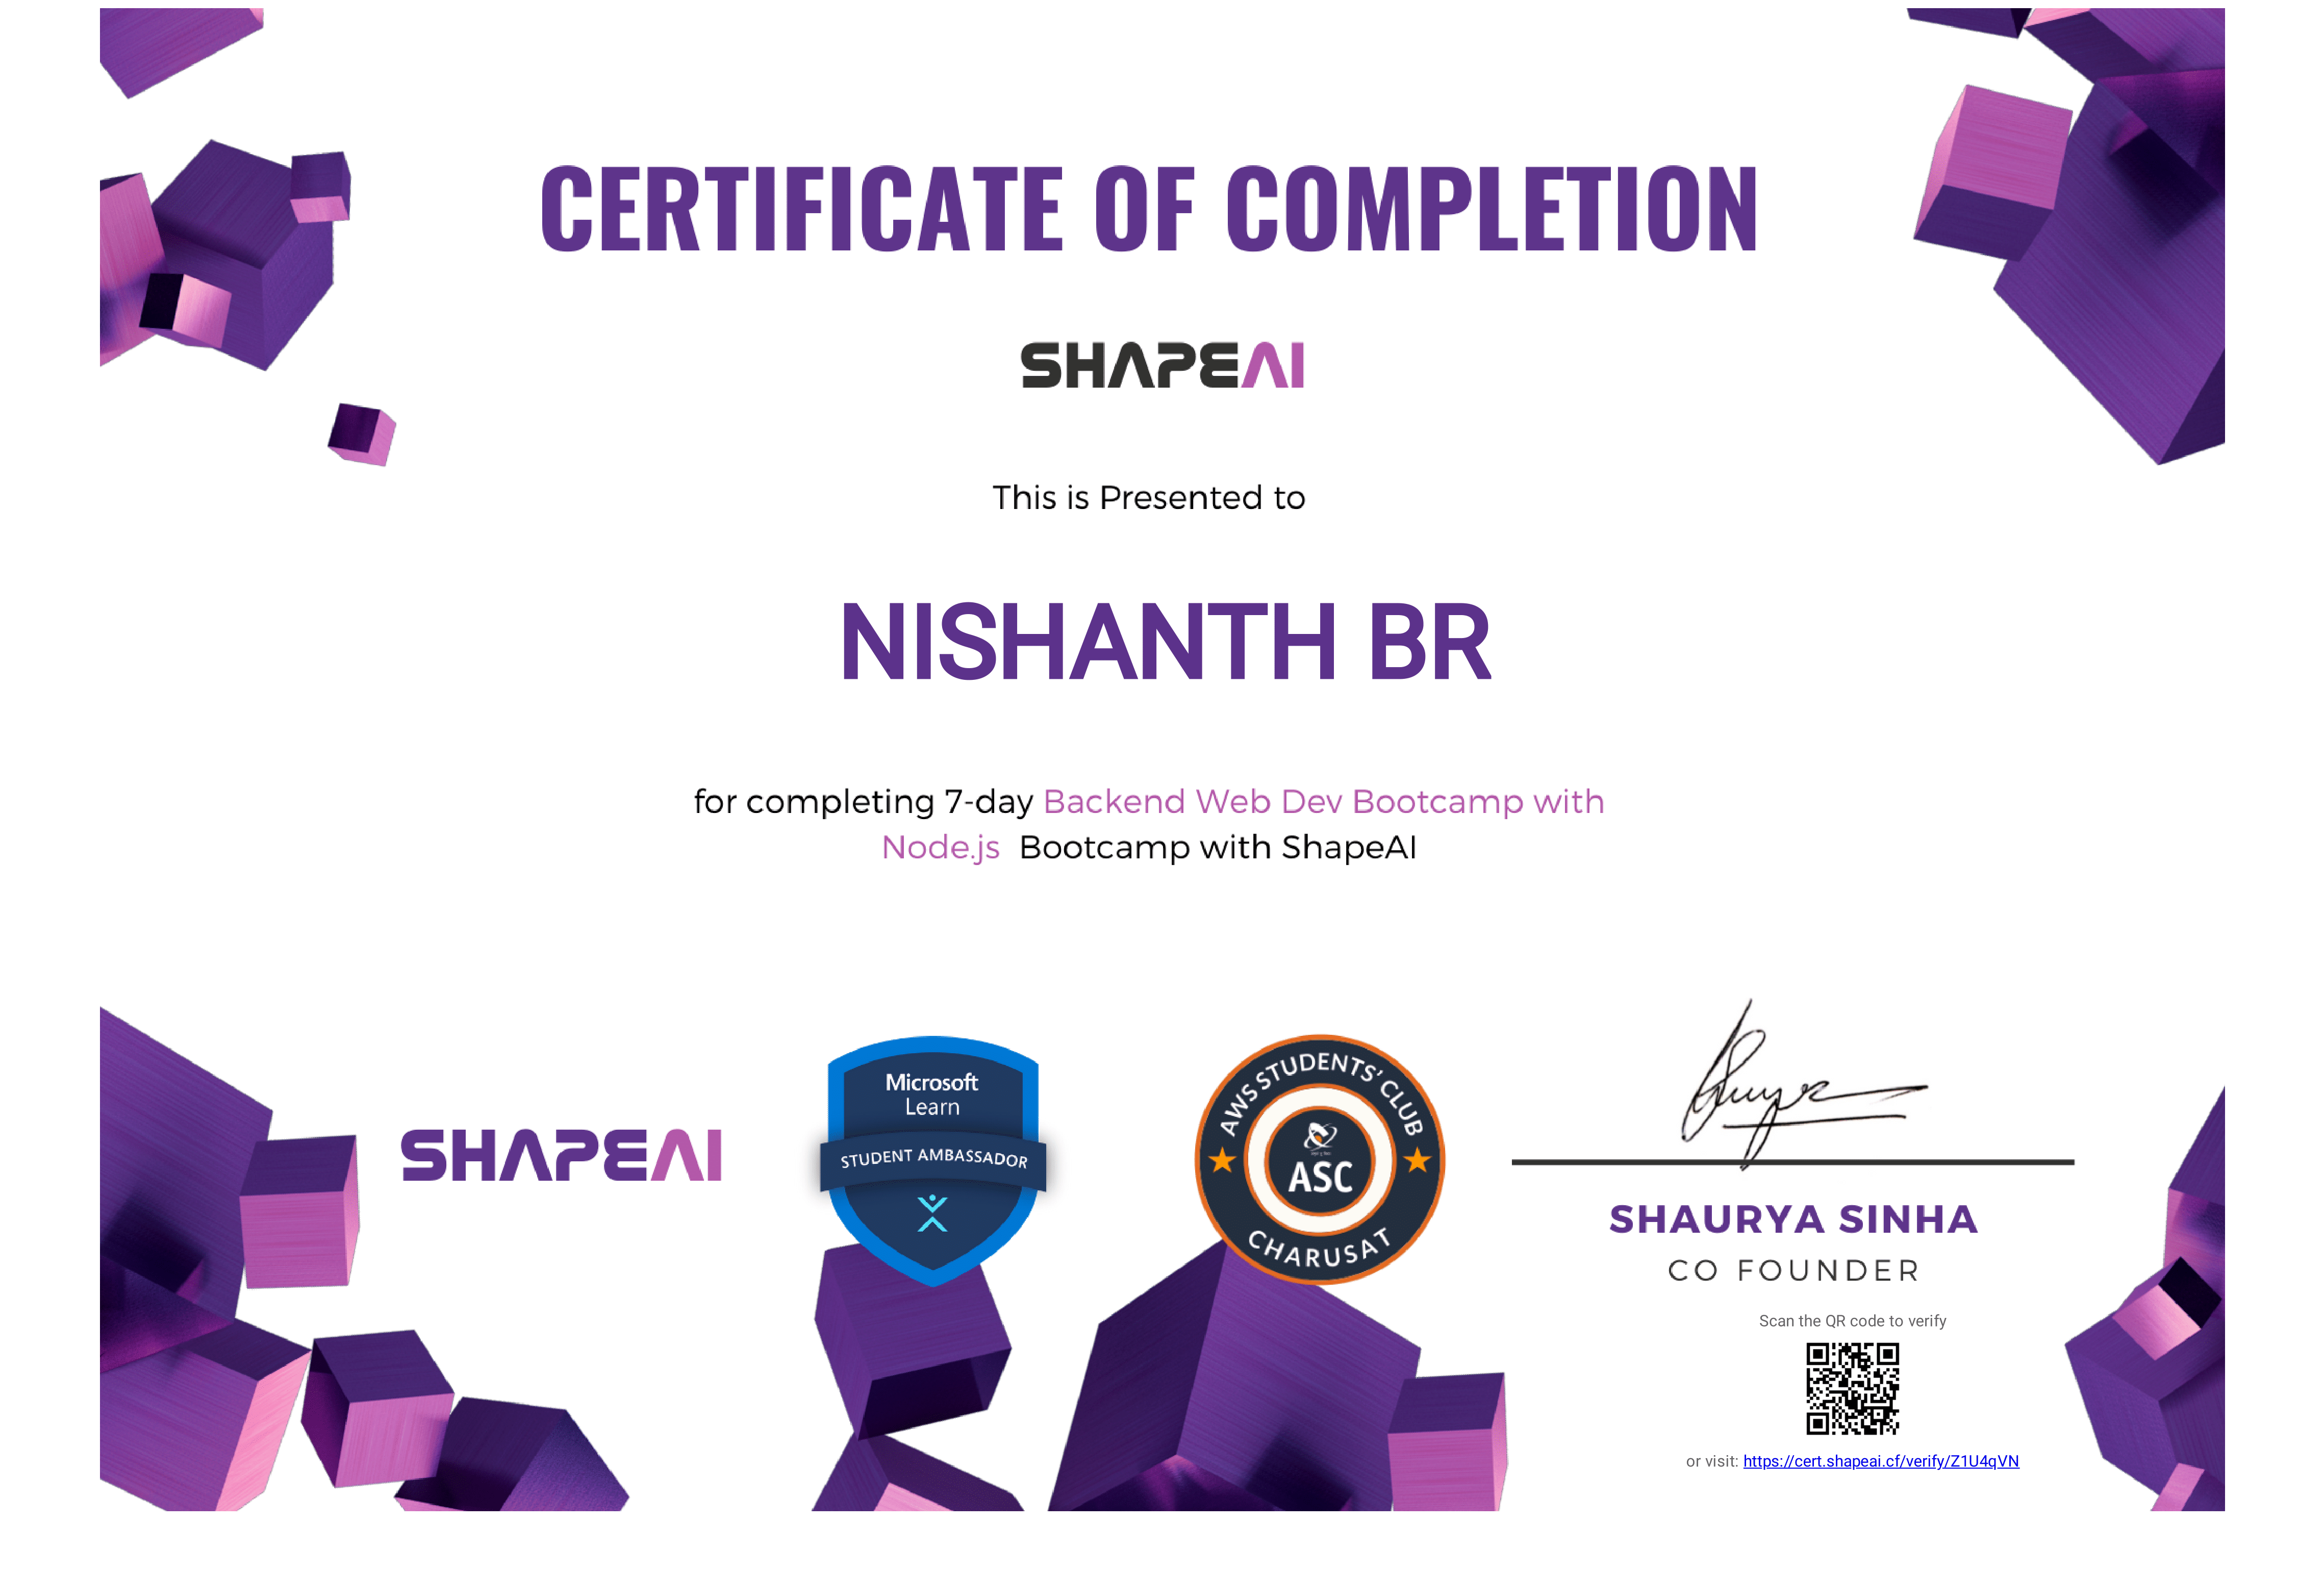 CERTIFICATE OF COMPLETION
SHAPEAI
This is Presented to
NISHANTH BR
for completing 7-day Backend Web Dev Bootcamp with
Node.js Bootcamp with ShapeAI
SHAPEAI
Microsoft
Learn
STUDENT AMBASSADOR
AWS STUDENTS' CLUB
ASC
CHARUSAT
SHAURYA SINHA
CO FOUNDER
Scan the QR code to verify
or visit: https://cert.shapeai.cf/verify/Z1U4qVN